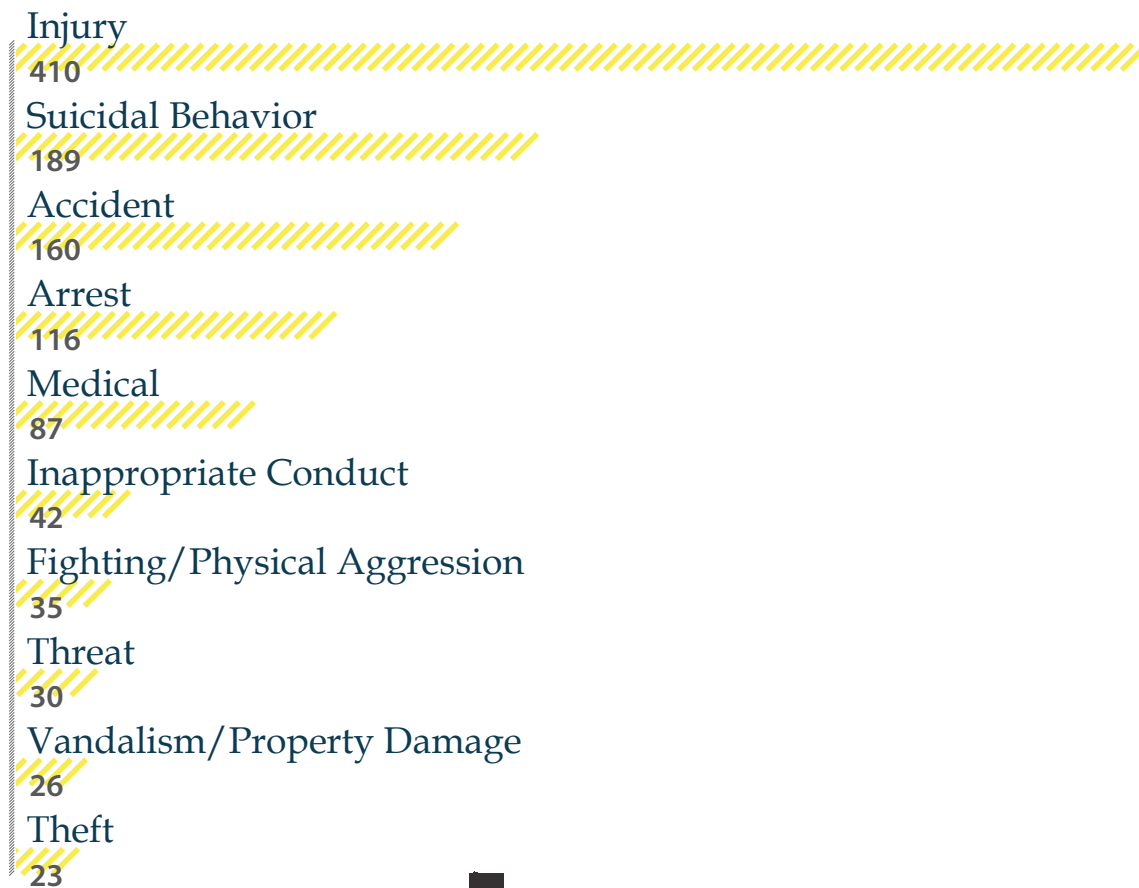 Injury
410
Suicidal Behavior
189
Accident
160
Arrest
116
Medical
87
Inappropriate Conduct
42
Fighting/Physical Aggression
35
Threat
30
Vandalism/Property Damage
26
Theft
23